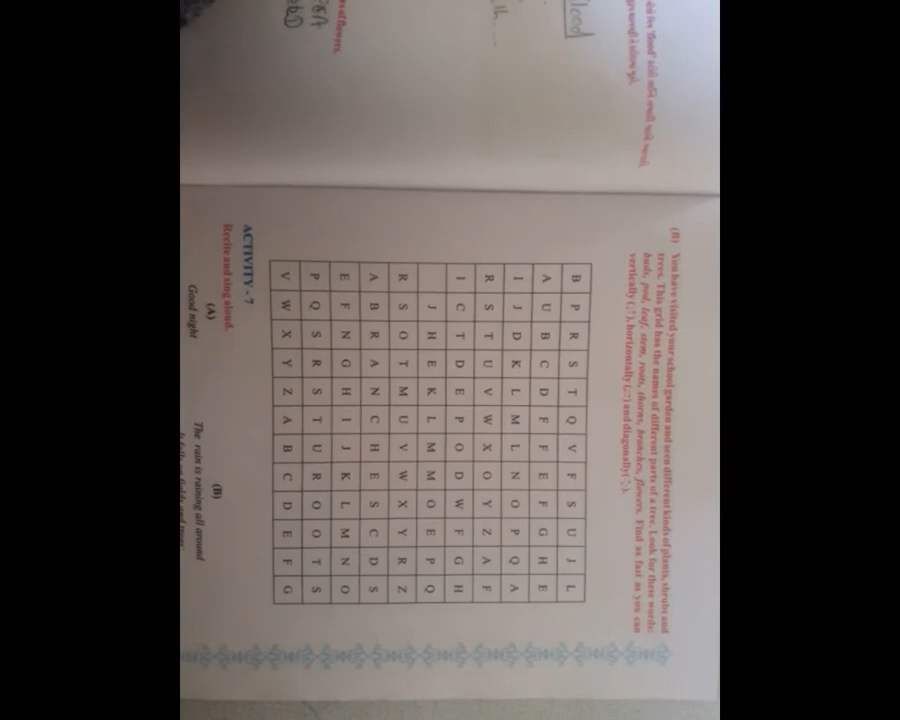 (B) You have visited your school garden and seen different kinds of plants, shrubs and
trees. This grid has the names of different parts of a tree. Look for these words:
buds, pod, leaf, stem, roots, thorns, branches, flowers. Find as fast as you can
vertically (↓↑), horizontally (→) and diagonally (
B P R S T Q V F S U J L
A U B C D F F E F G H E
I J D K L M L N O P Q A
R S T U V W X O Y Z A F
I C T D E P O D W F G H
J H E K L M M O E P Q
R S O T M U V W X Y R Z
A B R A N C H E S C D S
E F N G H I J K L M N O
P Q S R S T U R O O T S
V W X Y Z A B C D E F G
ACTIVITY - 7
Recite and sing aloud.
(A) (B)
Good night The rain is raining all around
of flowers.